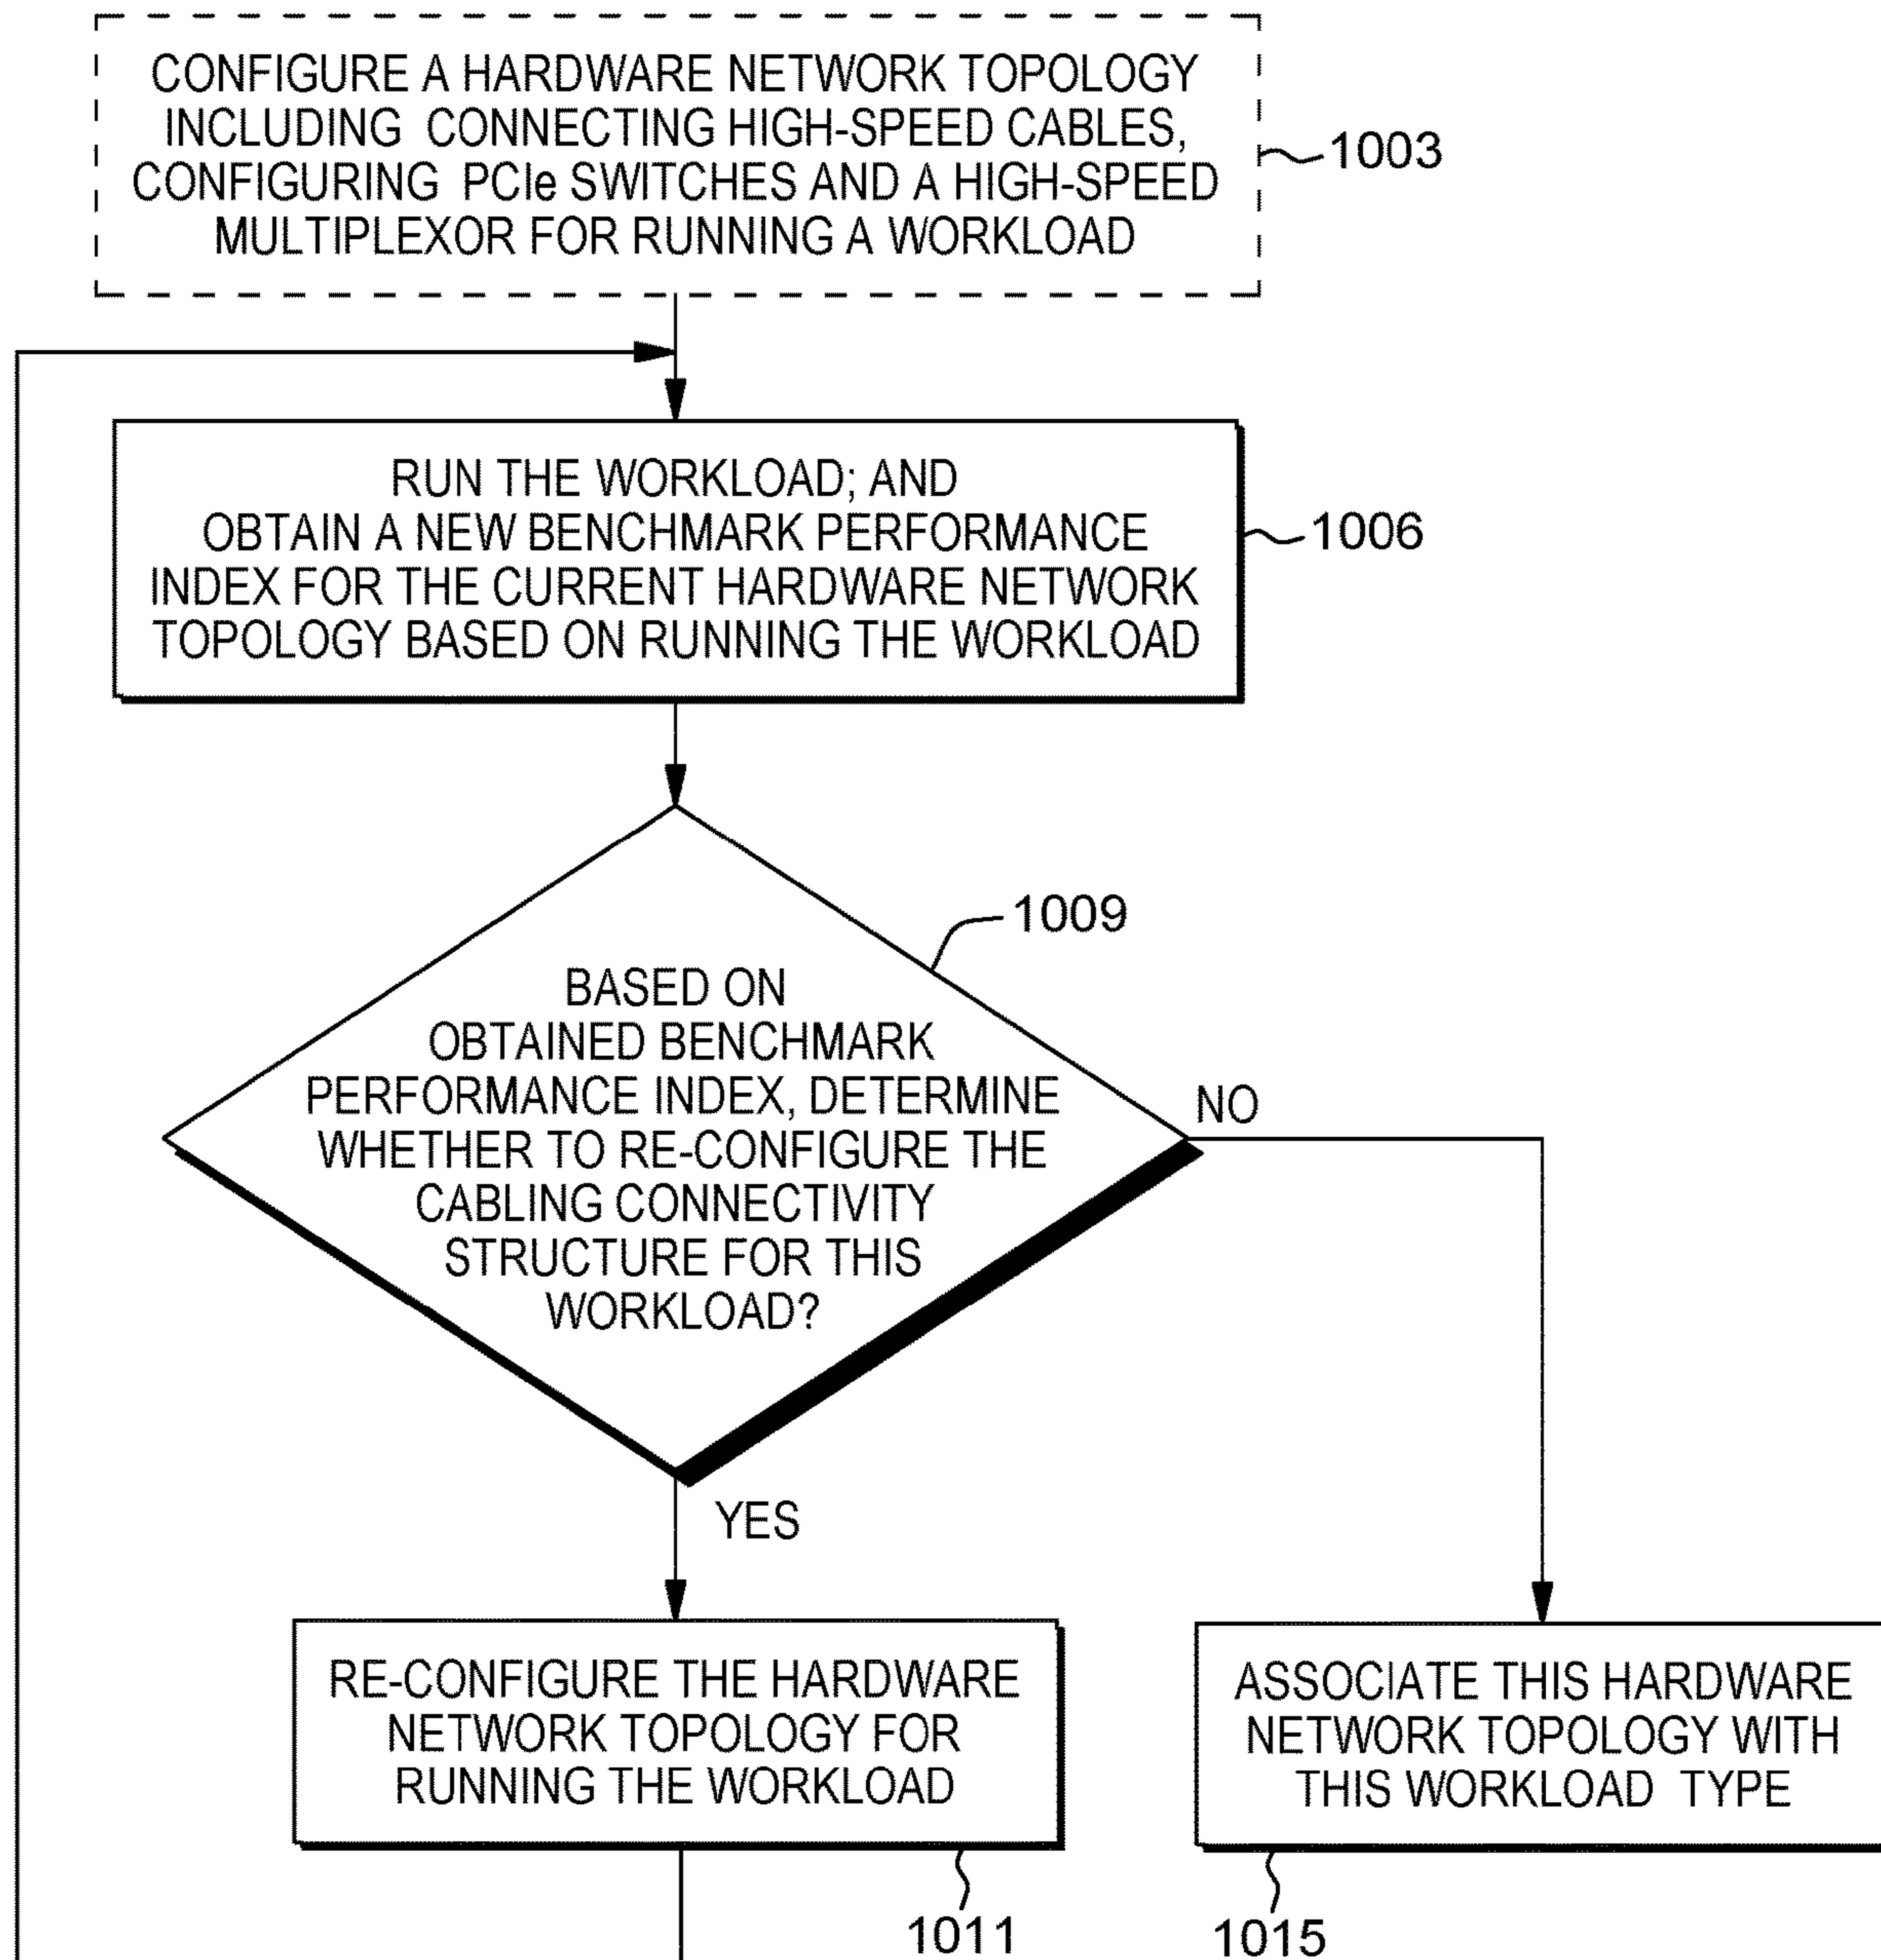 CONFIGURE A HARDWARE NETWORK TOPOLOGY
INCLUDING CONNECTING HIGH-SPEED CABLES,
CONFIGURING PCIe SWITCHES AND A HIGH-SPEED
MULTIPLEXOR FOR RUNNING A WORKLOAD
1003
RUN THE WORKLOAD; AND
OBTAIN A NEW BENCHMARK PERFORMANCE
INDEX FOR THE CURRENT HARDWARE NETWORK
TOPOLOGY BASED ON RUNNING THE WORKLOAD
1006
1009
BASED ON
OBTAINED BENCHMARK
PERFORMANCE INDEX, DETERMINE
WHETHER TO RE-CONFIGURE THE
CABLING CONNECTIVITY
STRUCTURE FOR THIS
WORKLOAD?
NO
YES
RE-CONFIGURE THE HARDWARE
NETWORK TOPOLOGY FOR
RUNNING THE WORKLOAD
1011
ASSOCIATE THIS HARDWARE
NETWORK TOPOLOGY WITH
THIS WORKLOAD TYPE
1015